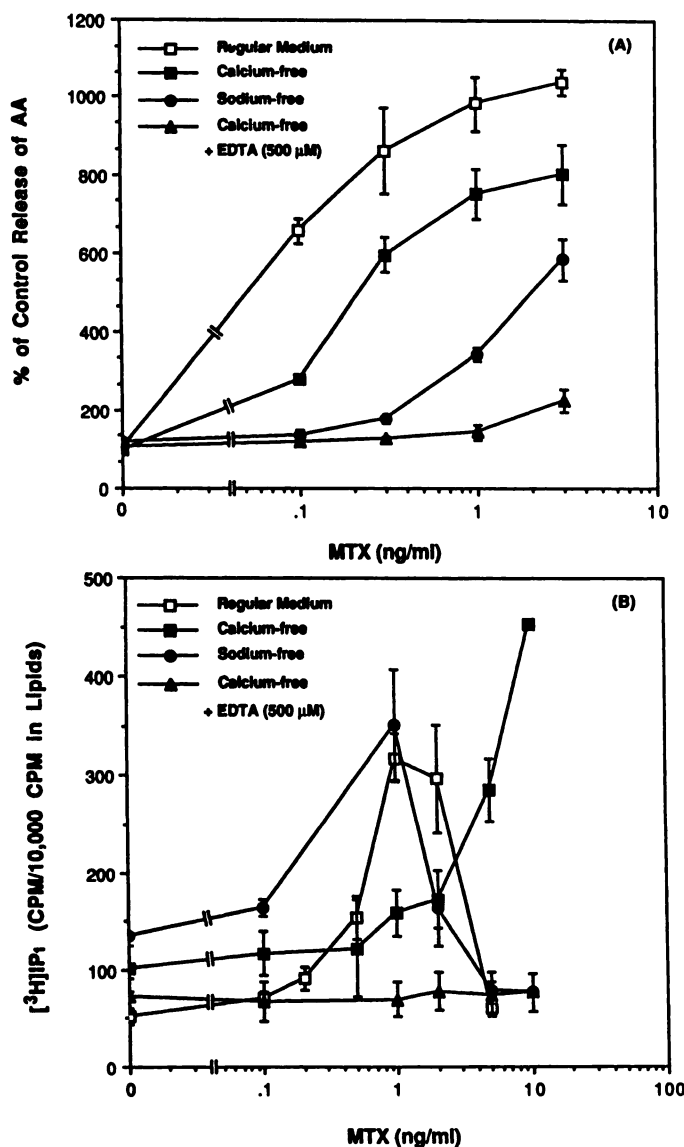 (A)
Regular Medium
Calcium-free
Sodium-free
Calcium-free
+ EDTA (500 µM)
% of Control Release of AA
1200
1000
800
600
400
200
0
0
.1
1
10
MTX (ng/ml)
(B)
Regular Medium
Calcium-free
Sodium-free
Calcium-free
+ EDTA (500 µM)
[³H]IP₁ (CPM/10,000 CPM in Lipids)
500
400
300
200
100
0
0
.1
1
10
100
MTX (ng/ml)